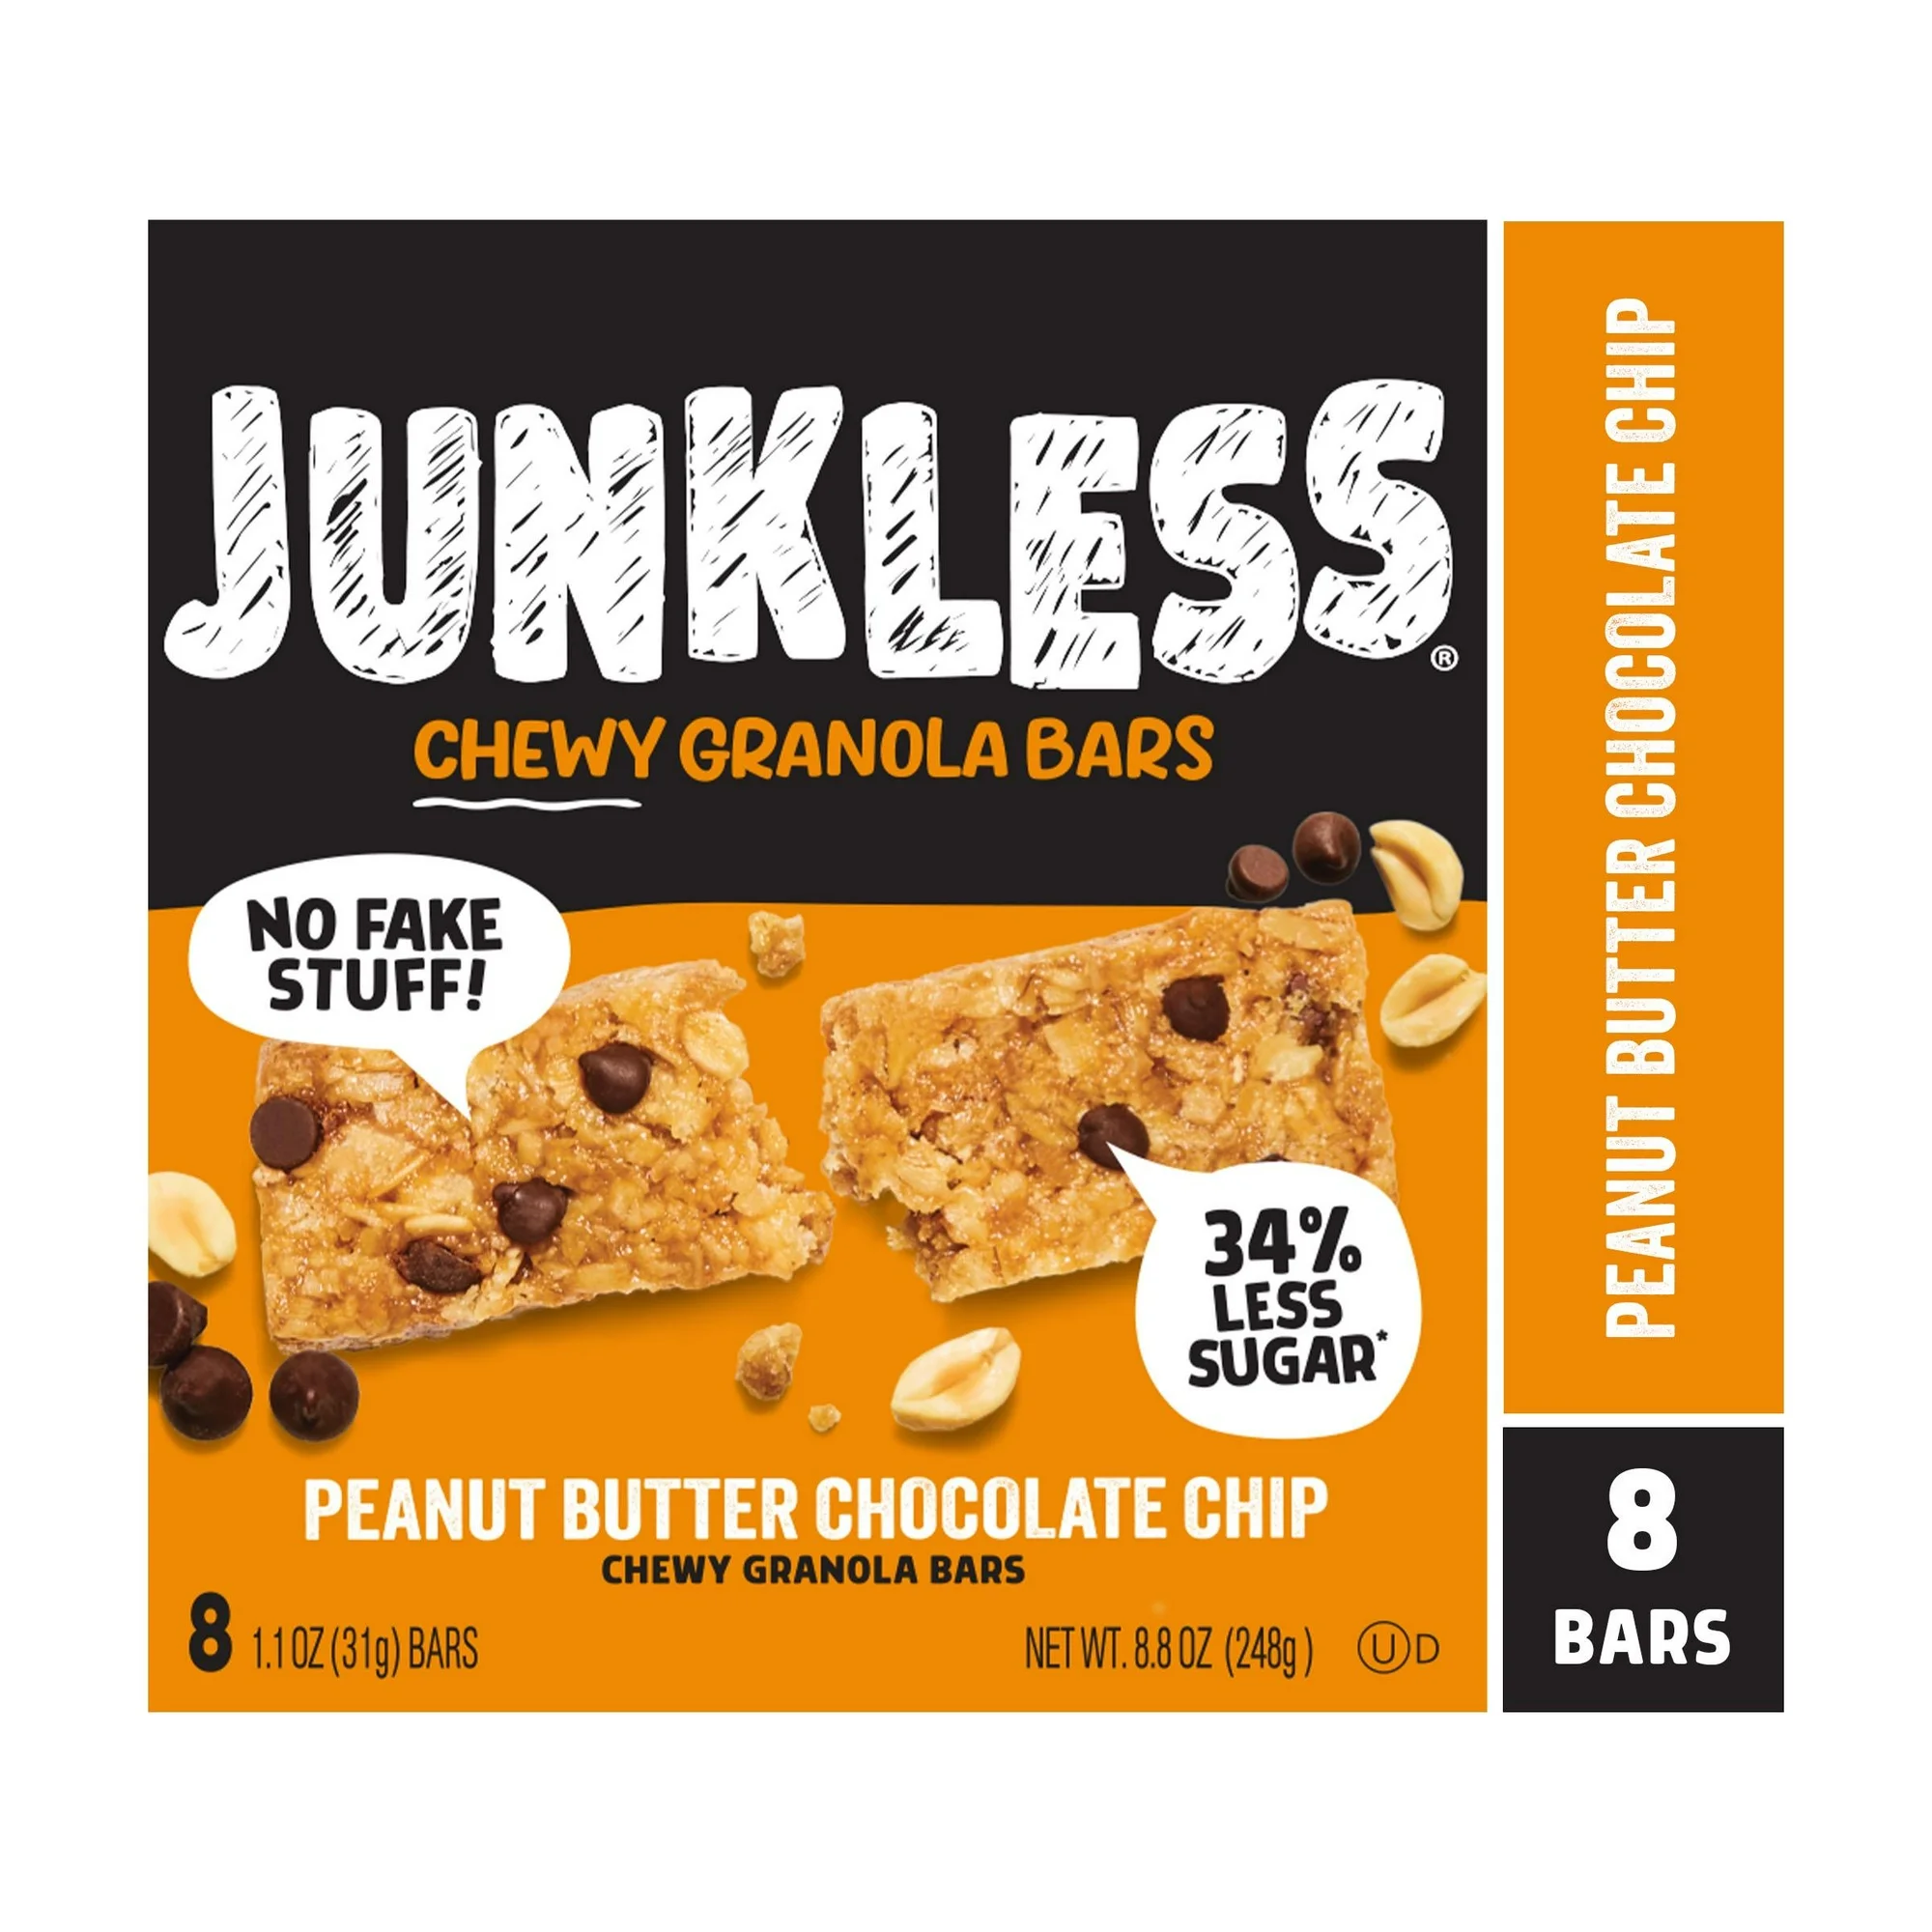 JUNKLESS®
CHEWY GRANOLA BARS
NO FAKE
STUFF!
34%
LESS
SUGAR*
PEANUT BUTTER CHOCOLATE CHIP
CHEWY GRANOLA BARS
8 1.1 OZ (31g) BARS
NET WT. 8.8 OZ (248g)
UD
PEANUT BUTTER CHOCOLATE CHIP
8
BARS